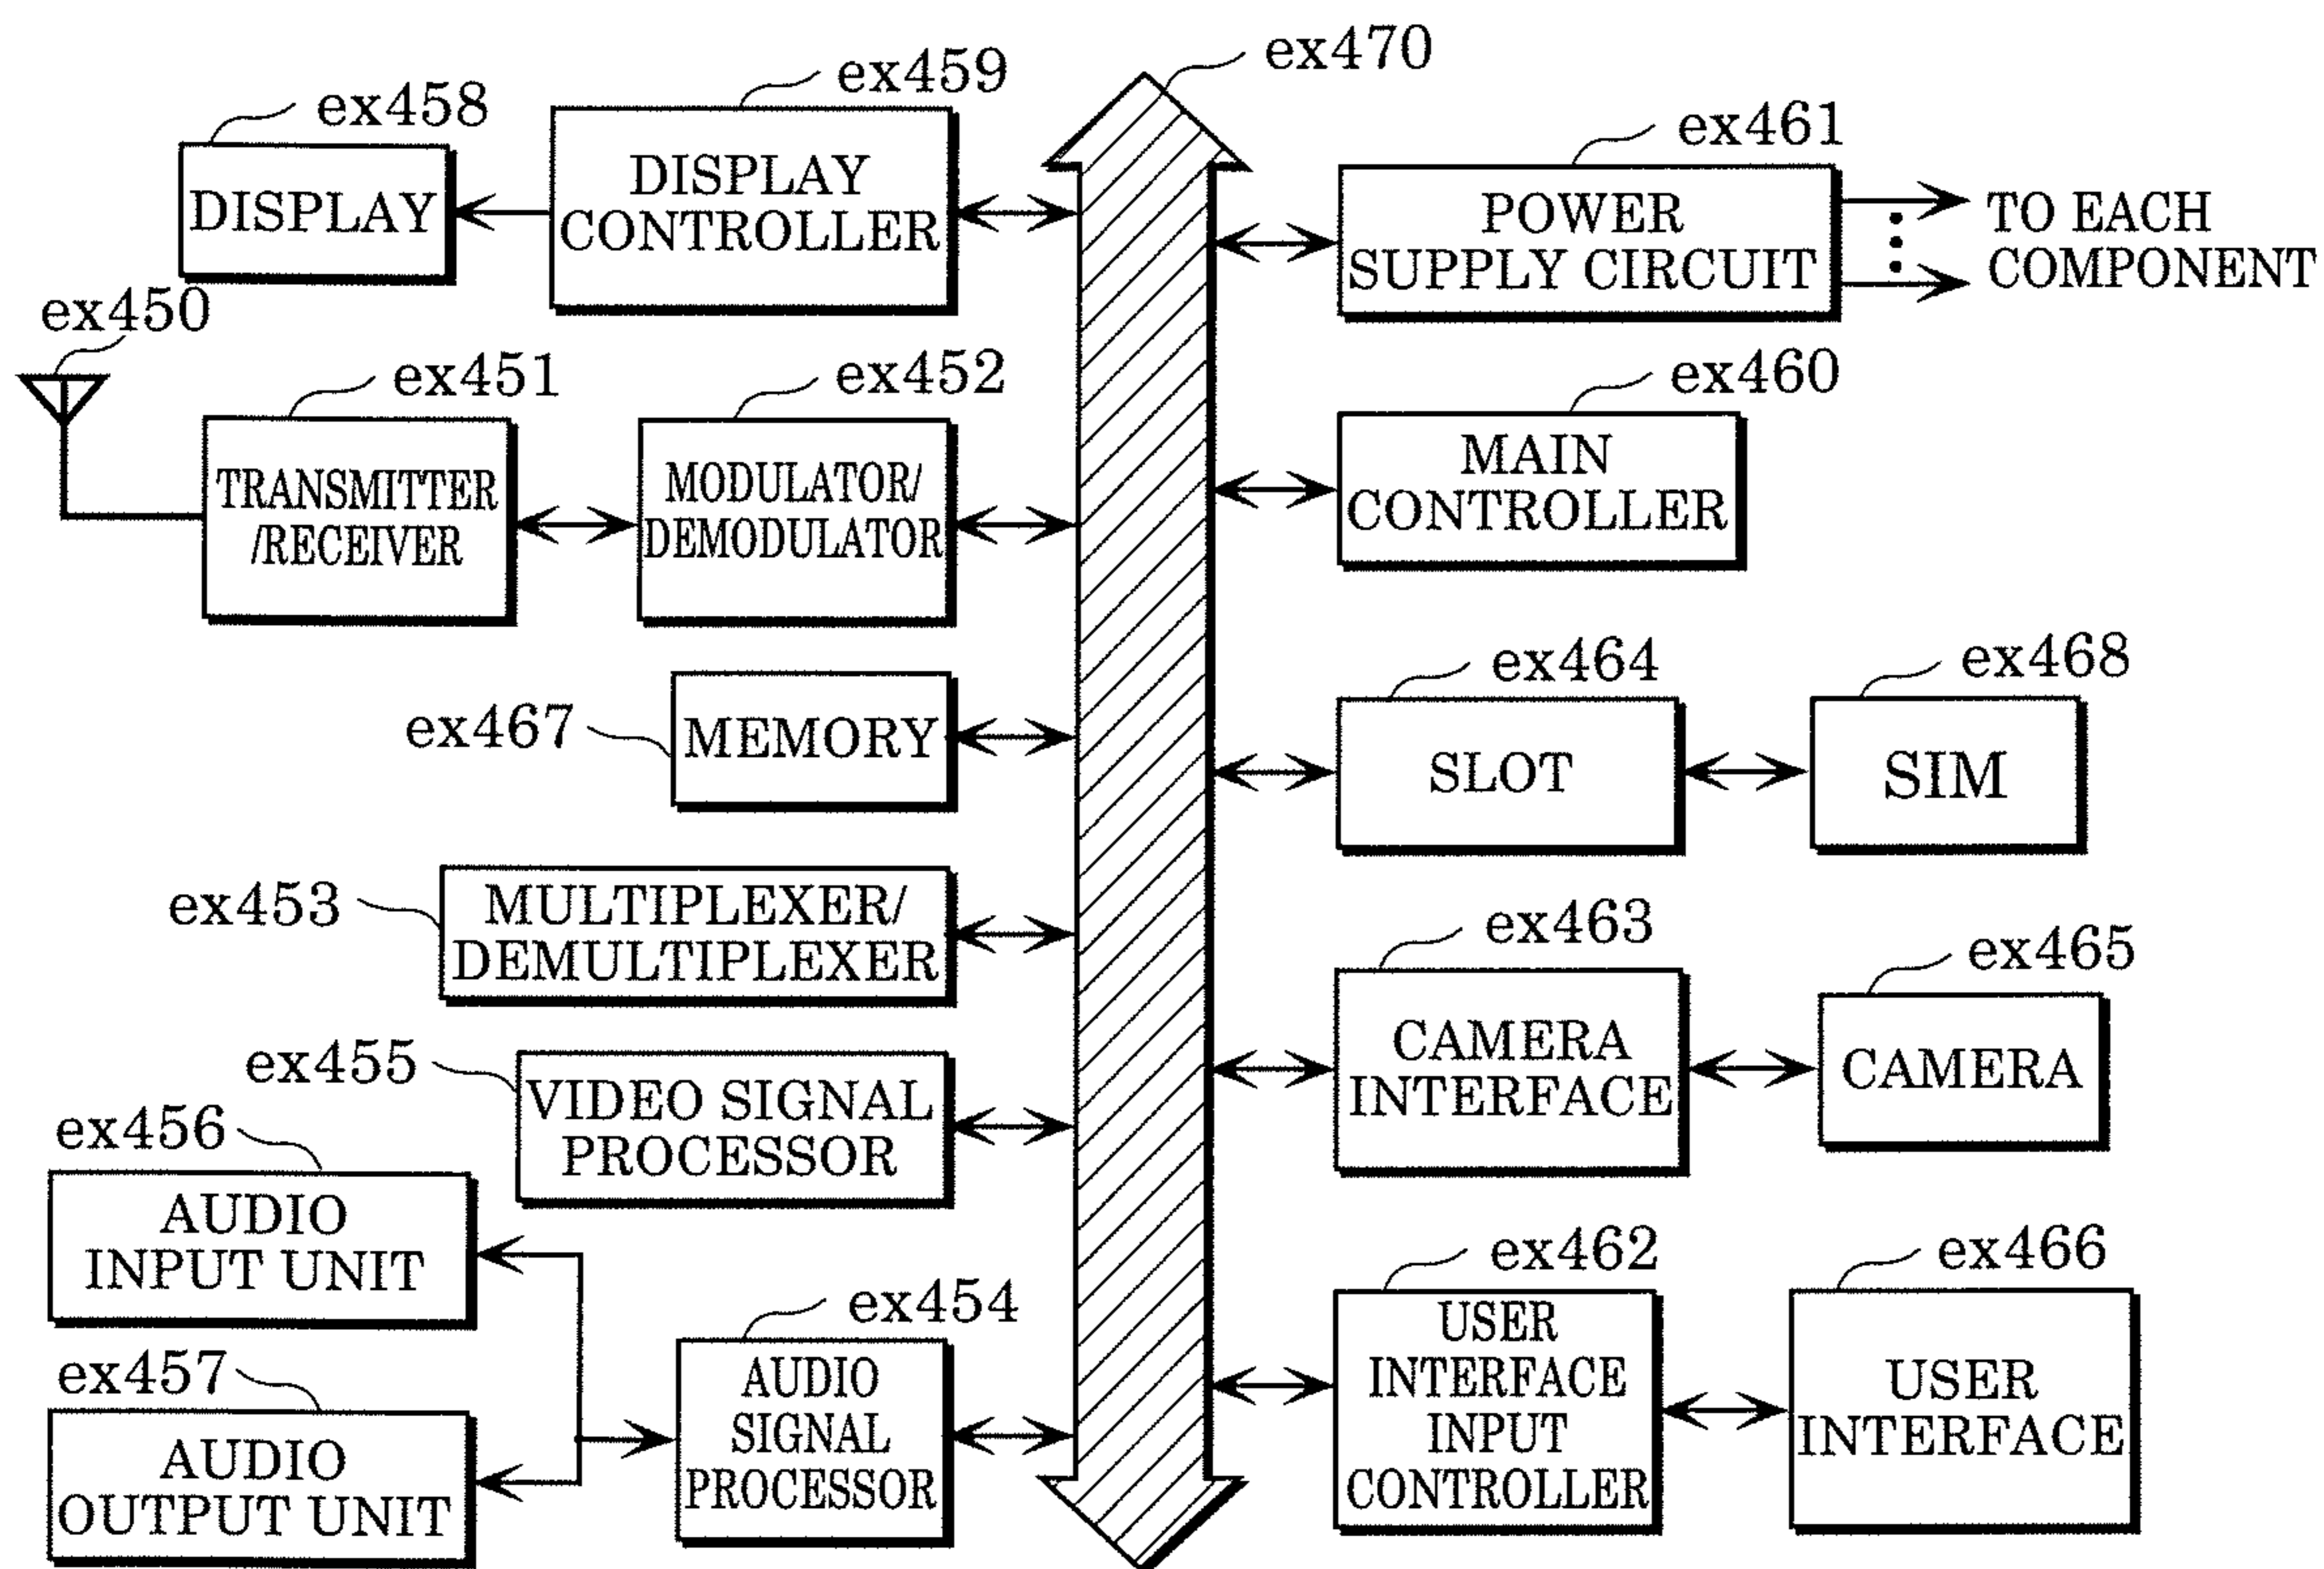 ex470
ex459
ex458
ex461
DISPLAY
CONTROLLER
DISPLAY
POWER
SUPPLY CIRCUIT
TO EACH
COMPONENT
ex450
ex451
ex452
ex460
TRANSMITTER
/RECEIVER
MODULATOR/
DEMODULATOR
MAIN
CONTROLLER
ex464
ex468
ex467
MEMORY
SLOT
SIM
ex453
MULTIPLEXER/
DEMULTIPLEXER
ex463
ex465
CAMERA
INTERFACE
CAMERA
ex455
VIDEO SIGNAL
PROCESSOR
ex456
AUDIO
INPUT UNIT
ex462
ex466
ex454
USER
INTERFACE
INPUT
CONTROLLER
USER
INTERFACE
ex457
AUDIO
SIGNAL
PROCESSOR
AUDIO
OUTPUT UNIT